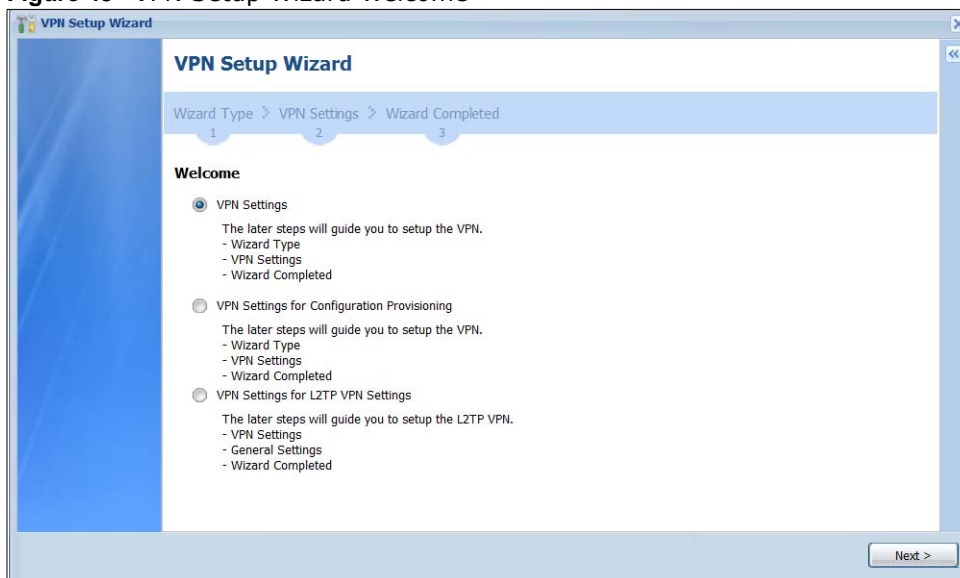 VPN Setup Wizard Welcome
VPN Setup Wizard
VPN Setup Wizard
Wizard Type > VPN Settings > Wizard Completed
1 2 3
Welcome
VPN Settings
The later steps will guide you to setup the VPN.
- Wizard Type
- VPN Settings
- Wizard Completed
VPN Settings for Configuration Provisioning
The later steps will guide you to setup the VPN.
- Wizard Type
- VPN Settings
- Wizard Completed
VPN Settings for L2TP VPN Settings
The later steps will guide you to setup the L2TP VPN.
- VPN Settings
- General Settings
- Wizard Completed
Next >